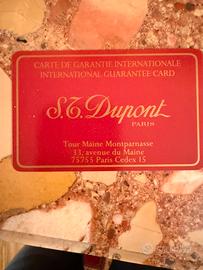 CARTE DE GARANTIE INTERNATIONALE
INTERNATIONAL GUARANTEE CARD
S.T. Dupont
PARIS
Tour Maine Montparnasse
33, avenue du Maine
75755 Paris Cedex 15